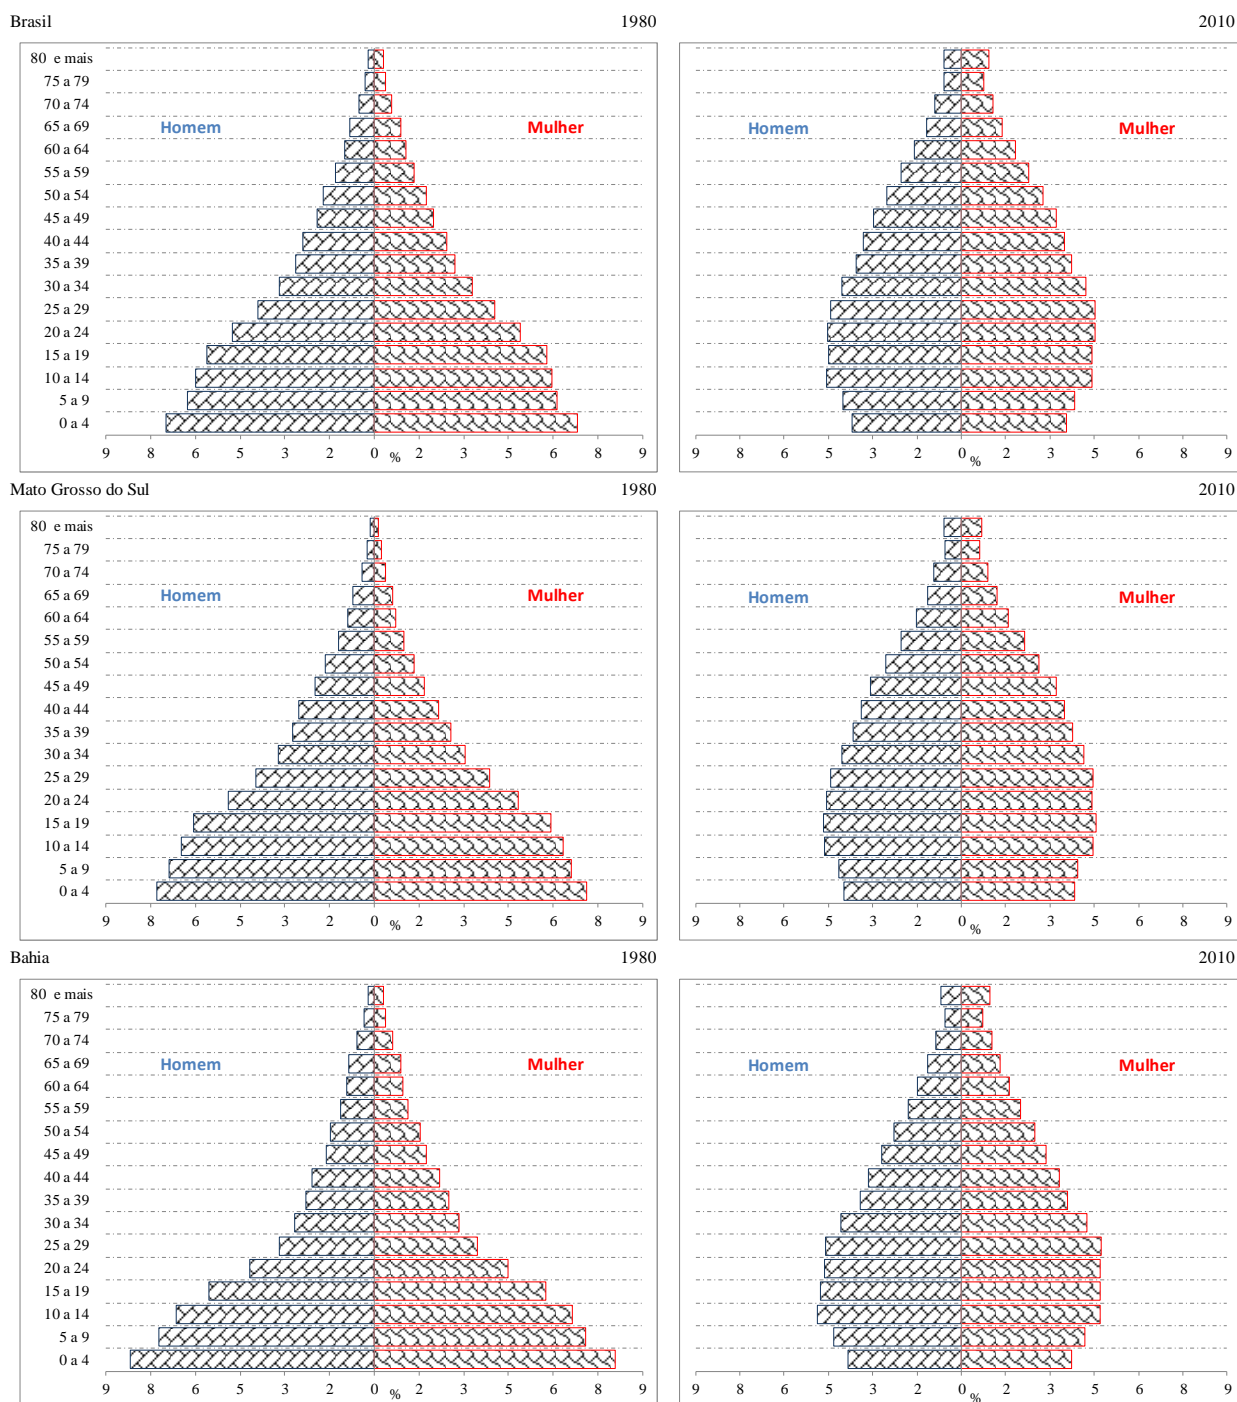 Brasil 1980 2010
80 e mais
75 a 79
70 a 74
65 a 69 Homem Mulher Homem Mulher
60 a 64
55 a 59
50 a 54
45 a 49
40 a 44
35 a 39
30 a 34
25 a 29
20 a 24
15 a 19
10 a 14
5 a 9
0 a 4
9 8 6 5 3 2 0 % 2 3 5 6 8 9 9 8 6 5 3 2 0 % 2 3 5 6 8 9
Mato Grosso do Sul 1980 2010
80 e mais
75 a 79
70 a 74
65 a 69 Homem Mulher Homem Mulher
60 a 64
55 a 59
50 a 54
45 a 49
40 a 44
35 a 39
30 a 34
25 a 29
20 a 24
15 a 19
10 a 14
5 a 9
0 a 4
9 8 6 5 3 2 0 % 2 3 5 6 8 9 9 8 6 5 3 2 0 % 2 3 5 6 8 9
Bahia 1980 2010
80 e mais
75 a 79
70 a 74
65 a 69 Homem Mulher Homem Mulher
60 a 64
55 a 59
50 a 54
45 a 49
40 a 44
35 a 39
30 a 34
25 a 29
20 a 24
15 a 19
10 a 14
5 a 9
0 a 4
9 8 6 5 3 2 0 % 2 3 5 6 8 9 9 8 6 5 3 2 0 % 2 3 5 6 8 9